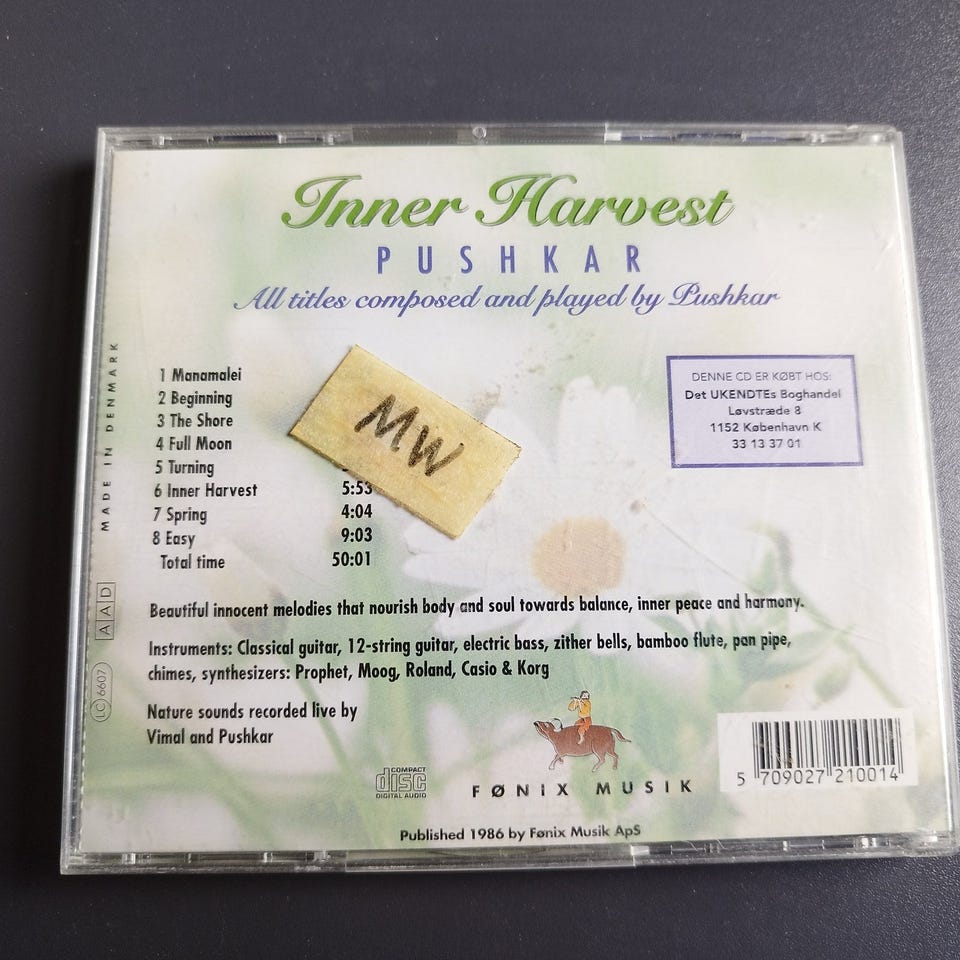 Inner Harvest
PUSHKAR
All titles composed and played by Pushkar
1 Manamalei
2 Beginning
3 The Shore
4 Full Moon
5 Turning
6 Inner Harvest 5:53
7 Spring 4:04
8 Easy 9:03
Total time 50:01
MW
DENNE CD ER KØBT HOS:
Det UKENDTEs Boghandel
Løvstræde 8
1152 København K
33 13 37 01
Beautiful innocent melodies that nourish body and soul towards balance, inner peace and harmony.
Instruments: Classical guitar, 12-string guitar, electric bass, zither bells, bamboo flute, pan pipe,
chimes, synthesizers: Prophet, Moog, Roland, Casio & Korg
Nature sounds recorded live by
Vimal and Pushkar
COMPACT
disc
DIGITAL AUDIO
FØNIX MUSIK
5 709027 210014
Published 1986 by Fønix Musik ApS
MADE IN DENMARK
AAD
LC 6607